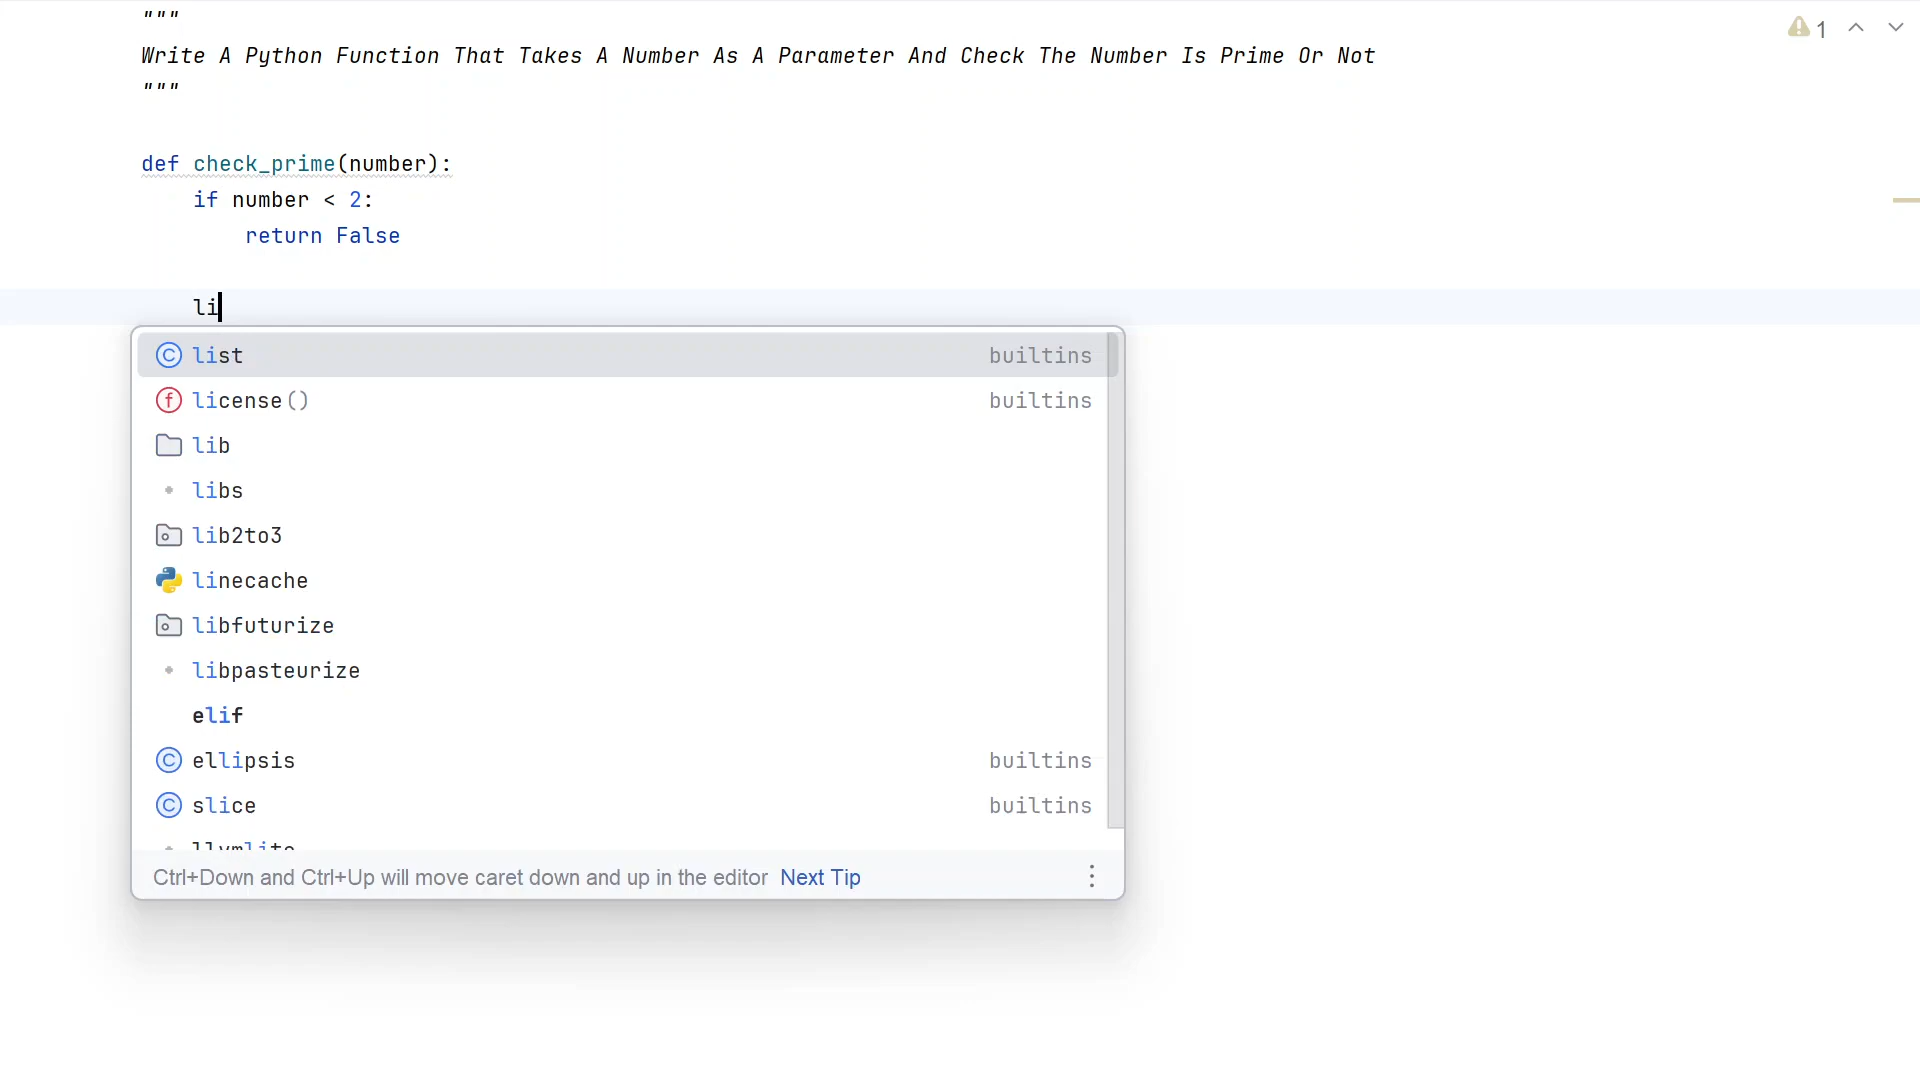 """
1
Write A Python Function That Takes A Number As A Parameter And Check The Number Is Prime Or Not
"""
def check_prime(number):
if number < 2:
return False
li
list builtins
license() builtins
lib
libs
lib2to3
linecache
libfuturize
libpasteurize
elif
ellipsis builtins
slice builtins
llvmlite
Ctrl+Down and Ctrl+Up will move caret down and up in the editor Next Tip